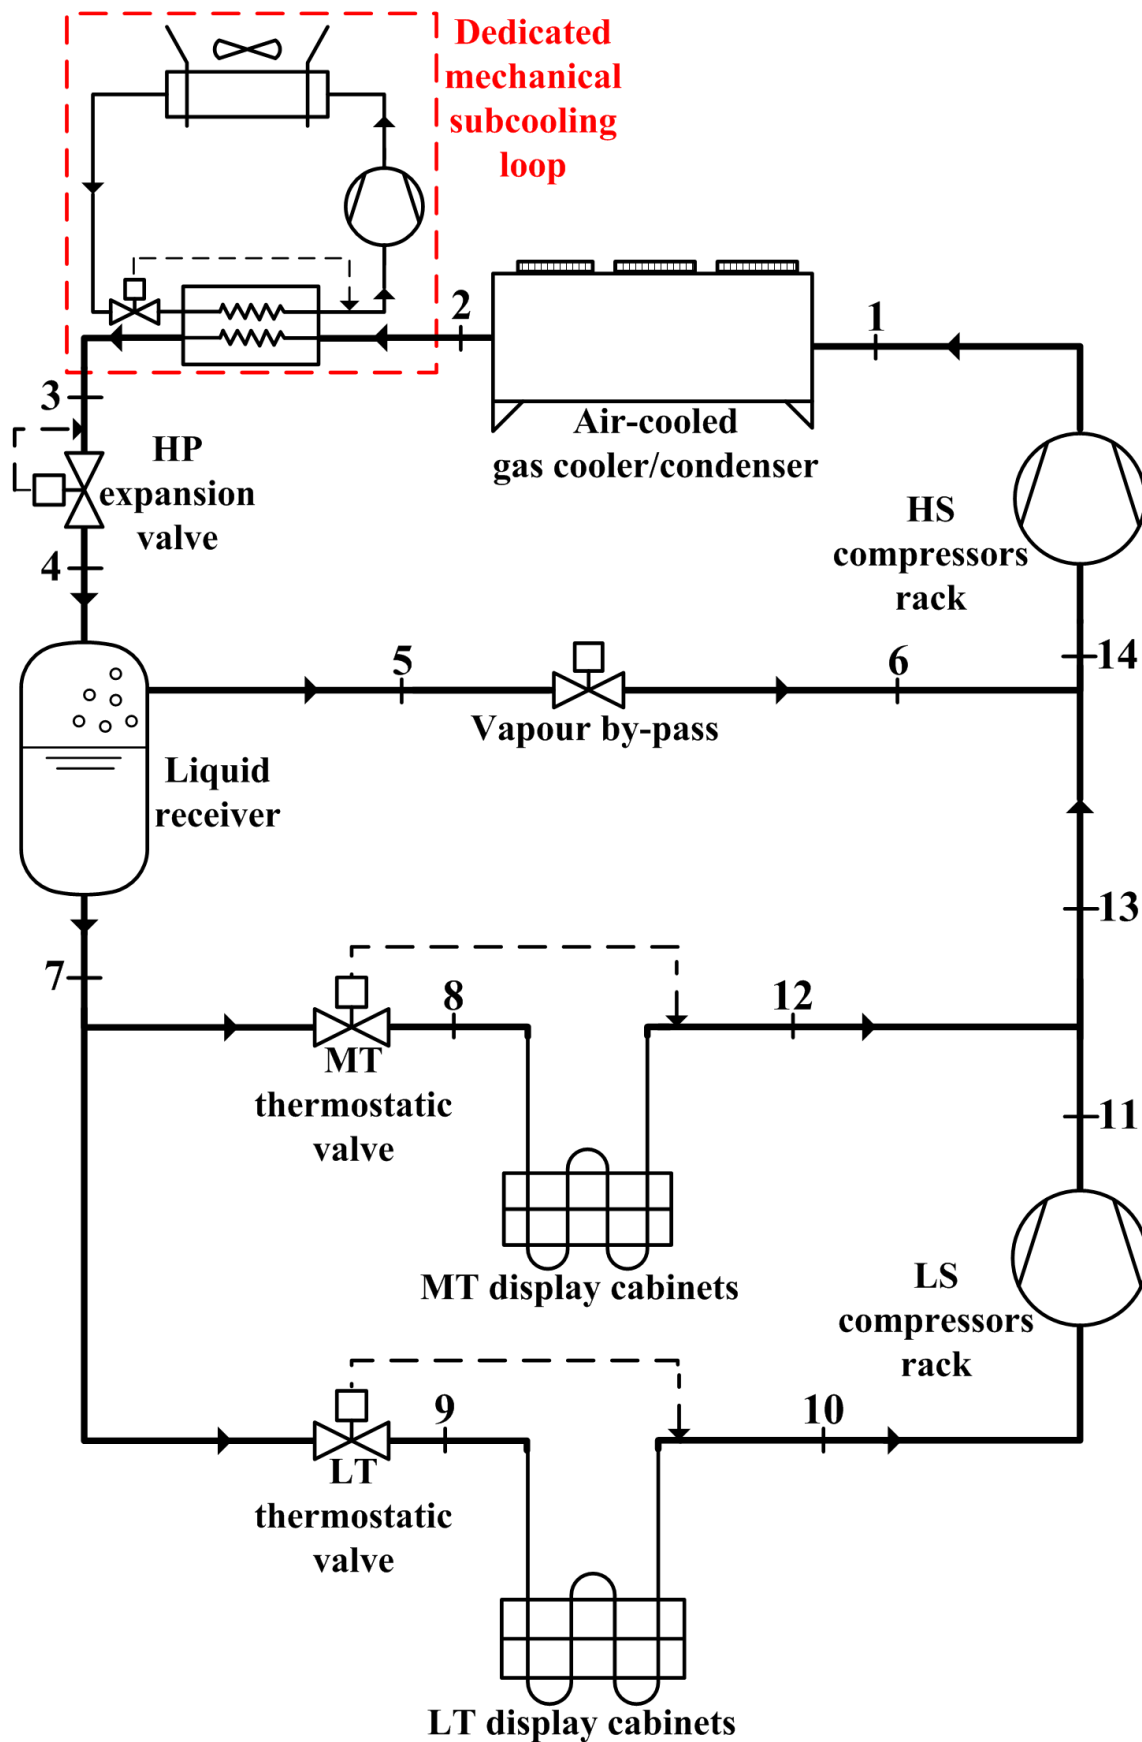 Dedicated
mechanical
subcooling
loop
2
1
3
Air-cooled
gas cooler/condenser
HP
expansion
valve
HS
compressors
rack
4
5
6
14
Vapour by-pass
Liquid
receiver
13
7
8
12
MT
thermostatic
valve
11
MT display cabinets
LS
compressors
rack
9
10
LT
thermostatic
valve
LT display cabinets